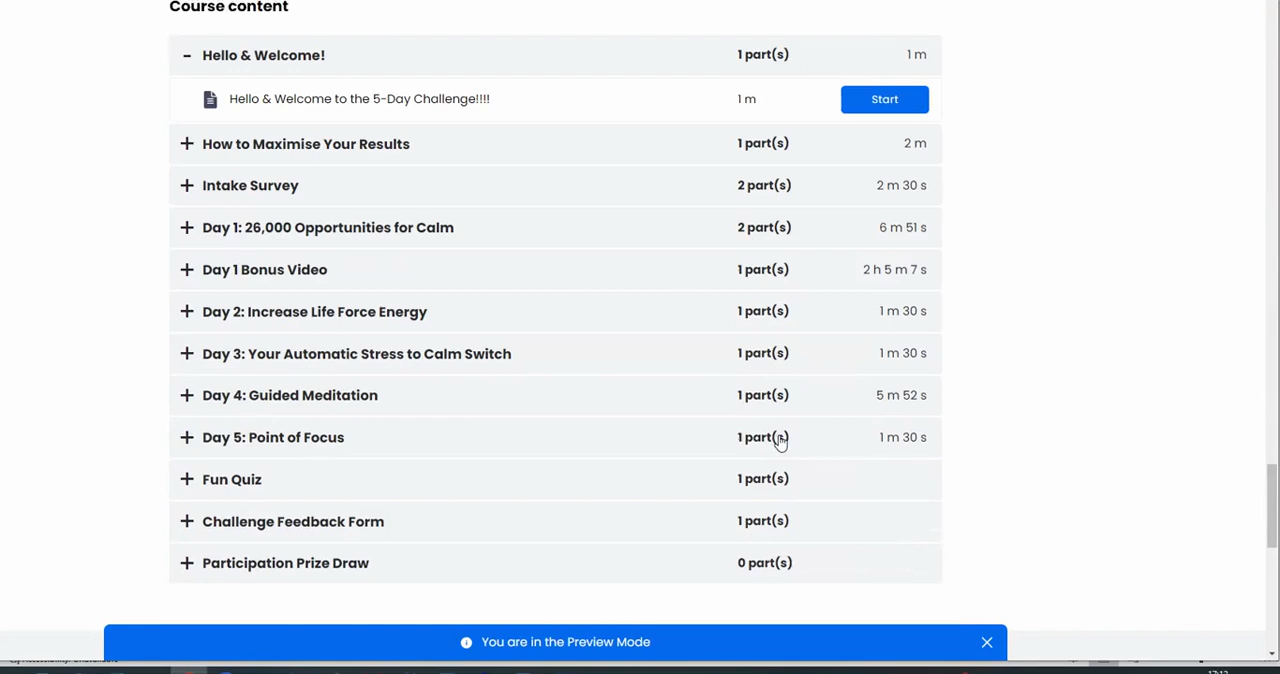 Course content
– Hello & Welcome! 1 part(s) 1 m
Hello & Welcome to the 5-Day Challenge!!!! 1 m Start
+ How to Maximise Your Results 1 part(s) 2 m
+ Intake Survey 2 part(s) 2 m 30 s
+ Day 1: 26,000 Opportunities for Calm 2 part(s) 6 m 51 s
+ Day 1 Bonus Video 1 part(s) 2 h 5 m 7 s
+ Day 2: Increase Life Force Energy 1 part(s) 1 m 30 s
+ Day 3: Your Automatic Stress to Calm Switch 1 part(s) 1 m 30 s
+ Day 4: Guided Meditation 1 part(s) 5 m 52 s
+ Day 5: Point of Focus 1 part(s) 1 m 30 s
+ Fun Quiz 1 part(s)
+ Challenge Feedback Form 1 part(s)
+ Participation Prize Draw 0 part(s)
You are in the Preview Mode